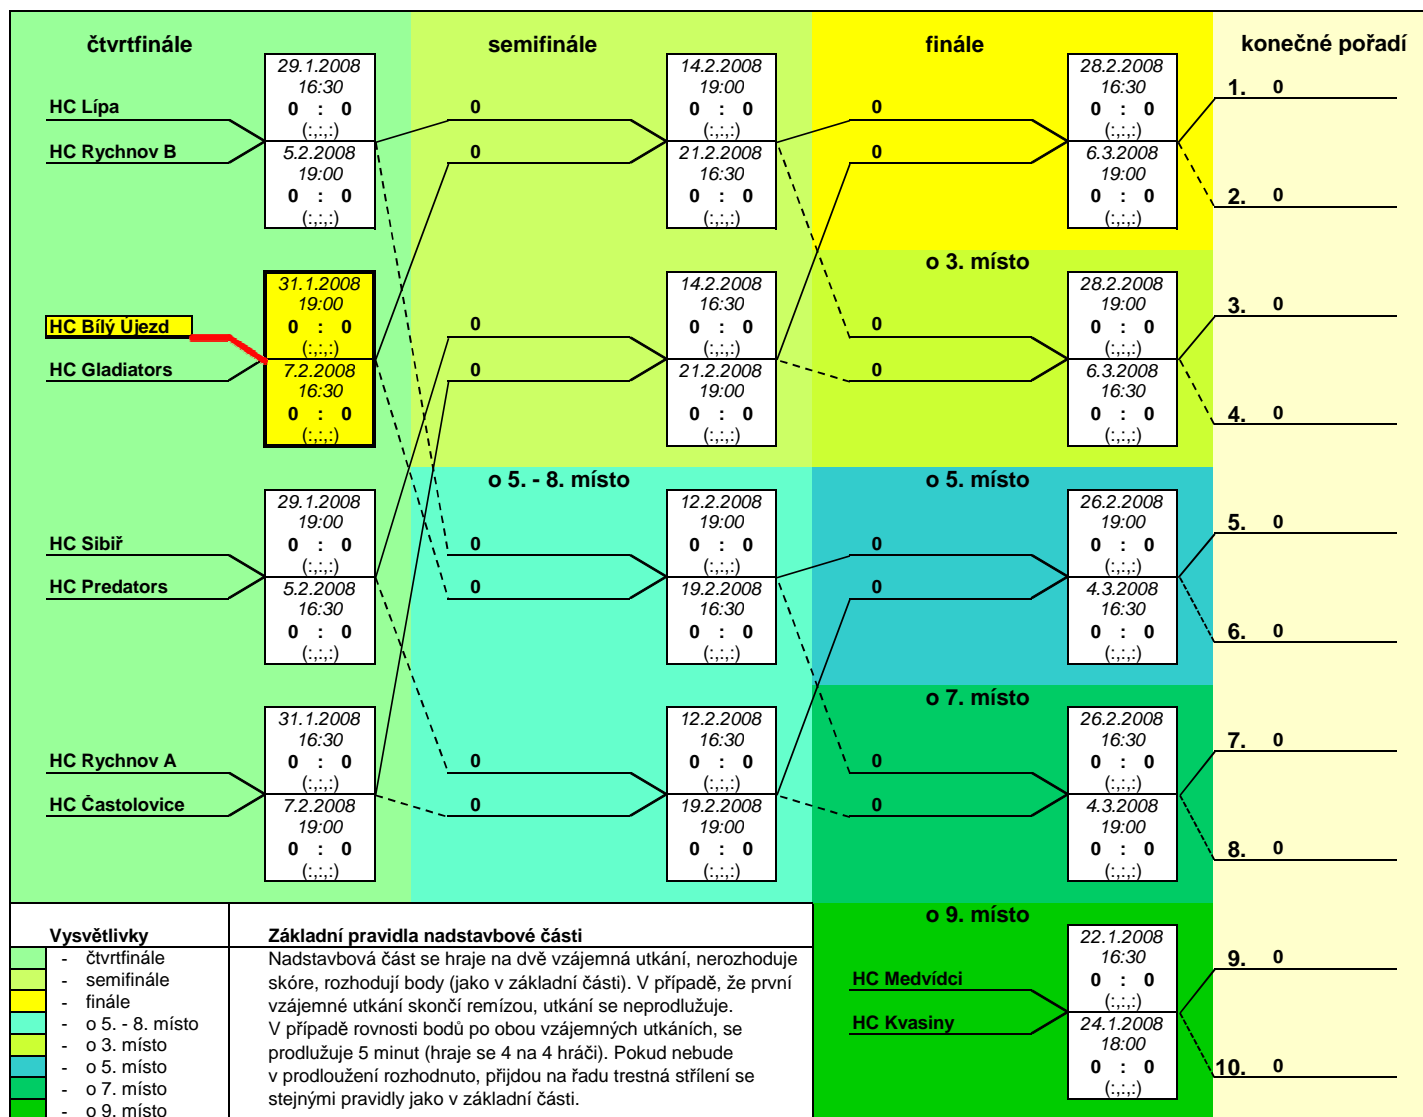 čtvrtfinále
semifinále
finále
konečné pořadí
29.1.2008
16:30
0 : 0
(:,:,:)
5.2.2008
19:00
0 : 0
(:,:,:)
HC Lípa
HC Rychnov B
0
0
14.2.2008
19:00
0 : 0
(:,:,:)
21.2.2008
16:30
0 : 0
(:,:,:)
0
0
28.2.2008
16:30
0 : 0
(:,:,:)
6.3.2008
19:00
0 : 0
(:,:,:)
1. 0
2. 0
HC Bílý Újezd
HC Gladiators
31.1.2008
19:00
0 : 0
(:,:,:)
7.2.2008
16:30
0 : 0
(:,:,:)
0
0
14.2.2008
16:30
0 : 0
(:,:,:)
21.2.2008
19:00
0 : 0
(:,:,:)
o 3. místo
0
0
28.2.2008
19:00
0 : 0
(:,:,:)
6.3.2008
16:30
0 : 0
(:,:,:)
3. 0
4. 0
HC Sibiř
HC Predators
29.1.2008
19:00
0 : 0
(:,:,:)
5.2.2008
16:30
0 : 0
(:,:,:)
o 5. - 8. místo
0
0
12.2.2008
19:00
0 : 0
(:,:,:)
19.2.2008
16:30
0 : 0
(:,:,:)
o 5. místo
0
0
26.2.2008
19:00
0 : 0
(:,:,:)
4.3.2008
16:30
0 : 0
(:,:,:)
5. 0
6. 0
HC Rychnov A
HC Častolovice
31.1.2008
16:30
0 : 0
(:,:,:)
7.2.2008
19:00
0 : 0
(:,:,:)
0
0
12.2.2008
16:30
0 : 0
(:,:,:)
19.2.2008
19:00
0 : 0
(:,:,:)
o 7. místo
0
0
26.2.2008
16:30
0 : 0
(:,:,:)
4.3.2008
19:00
0 : 0
(:,:,:)
7. 0
8. 0
Vysvětlivky
- čtvrtfinále
- semifinále
- finále
- o 5. - 8. místo
- o 3. místo
- o 5. místo
- o 7. místo
- o 9. místo
Základní pravidla nadstavbové části
Nadstavbová část se hraje na dvě vzájemná utkání, nerozhoduje
skóre, rozhodují body (jako v základní části). V případě, že první
vzájemné utkání skončí remízou, utkání se neprodlužuje.
V případě rovnosti bodů po obou vzájemných utkáních, se
prodlužuje 5 minut (hraje se 4 na 4 hráči). Pokud nebude
v prodloužení rozhodnuto, přijdou na řadu trestná střílení se
stejnými pravidly jako v základní části.
o 9. místo
HC Medvídci
HC Kvasiny
22.1.2008
16:30
0 : 0
(:,:,:)
24.1.2008
18:00
0 : 0
(:,:,:)
9. 0
10. 0